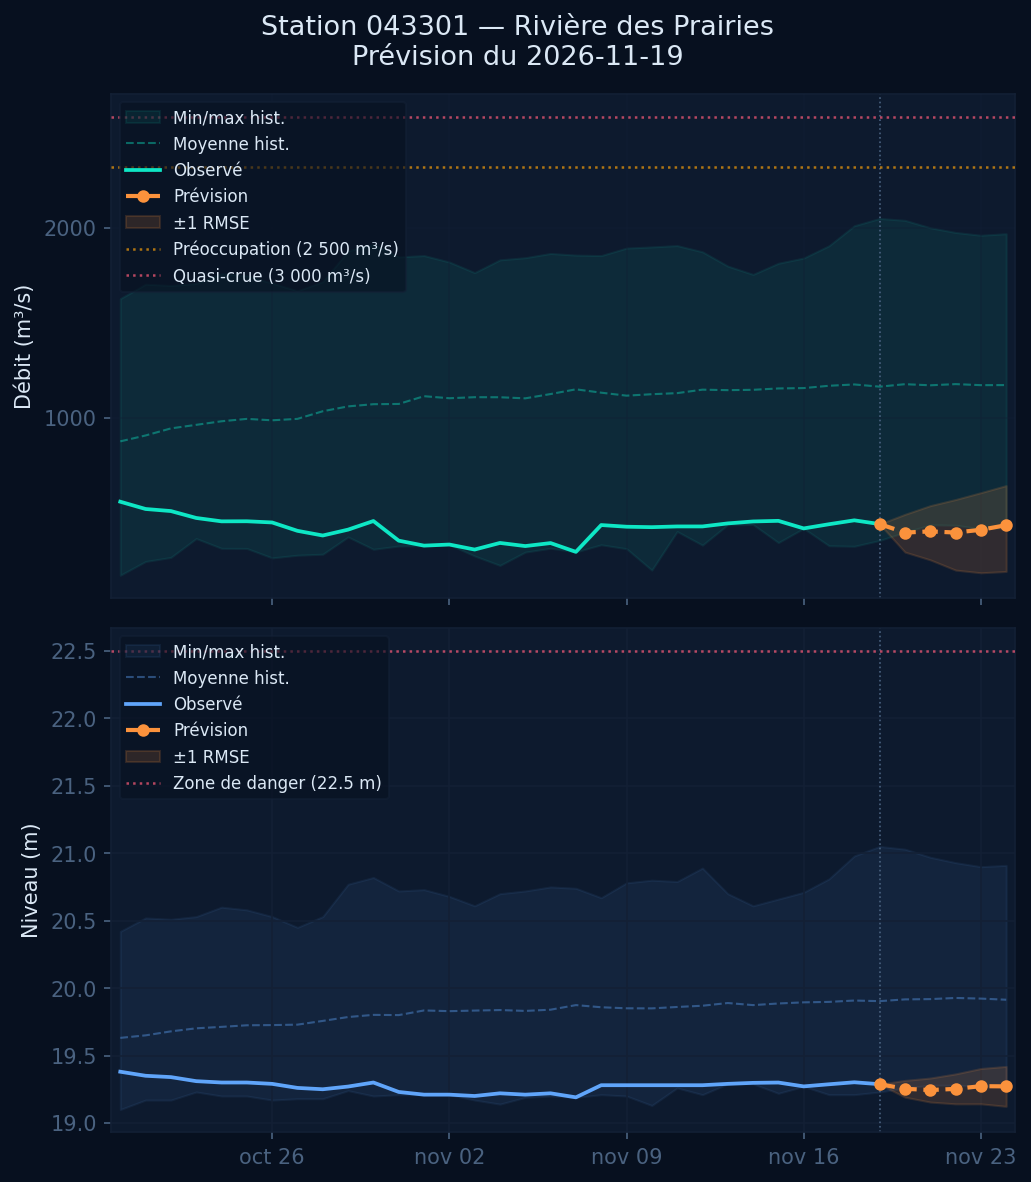 Station 043301 — Rivière des Prairies
Prévision du 2026-11-19
Min/max hist.
Moyenne hist.
Observé
Prévision
±1 RMSE
Préoccupation (2 500 m³/s)
Quasi-crue (3 000 m³/s)
Débit (m³/s)
2000
1000
Min/max hist.
Moyenne hist.
Observé
Prévision
±1 RMSE
Zone de danger (22.5 m)
Niveau (m)
22.5
22.0
21.5
21.0
20.5
20.0
19.5
19.0
oct 26
nov 02
nov 09
nov 16
nov 23